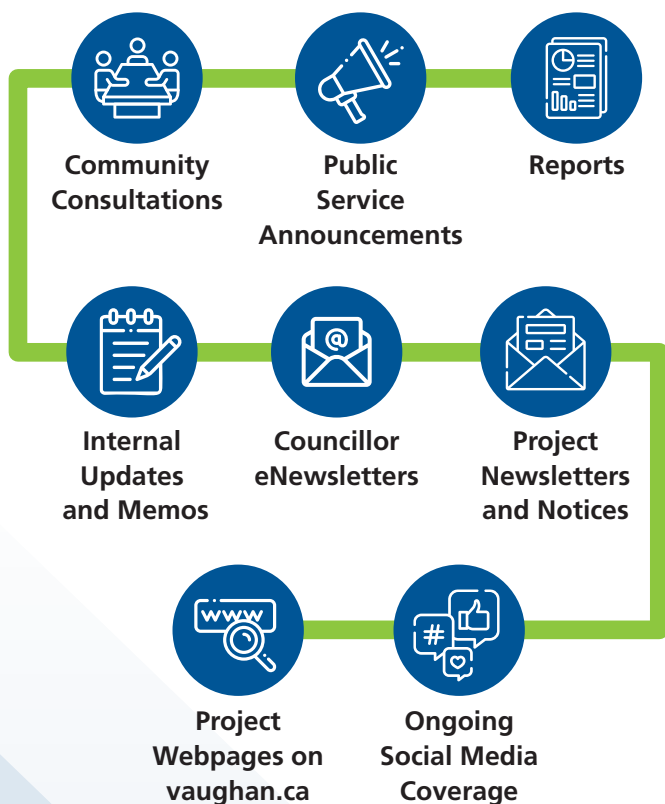 Community
Consultations
Public
Service
Announcements
Reports
@
Internal
Updates
and Memos
Councillor
eNewsletters
Project
Newsletters
and Notices
www
#
Project
Webpages on
vaughan.ca
Ongoing
Social Media
Coverage